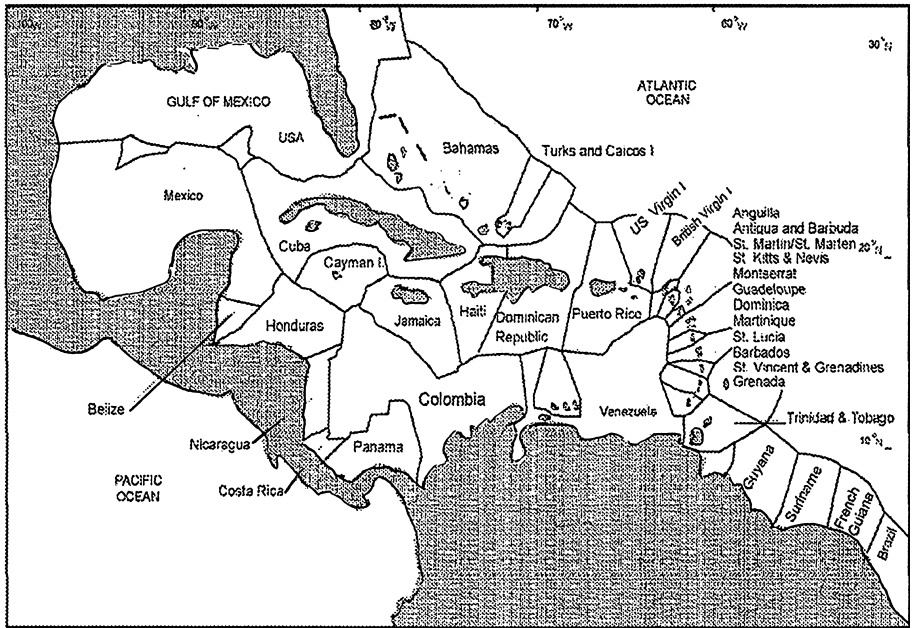 80°W
70°W
60°W
30°N
ATLANTIC
OCEAN
GULF OF MEXICO
USA
Bahamas
Turks and Caicos I
Mexico
US Virgin I
British Virgin I
Anguilla
Antigua and Barbuda
St. Martin/St. Marten
20°N
St. Kitts & Nevis
Montserrat
Guadeloupe
Dominica
Martinique
St. Lucia
Barbados
St. Vincent & Grenadines
Grenada
Cuba
Cayman I.
Jamaica
Haiti
Dominican
Republic
Puerto Rico
Honduras
Belize
Colombia
Venezuela
Trinidad & Tobago
10°N
Nicaragua
Panama
Costa Rica
PACIFIC
OCEAN
Guyana
Suriname
French
Guiana
Brazil